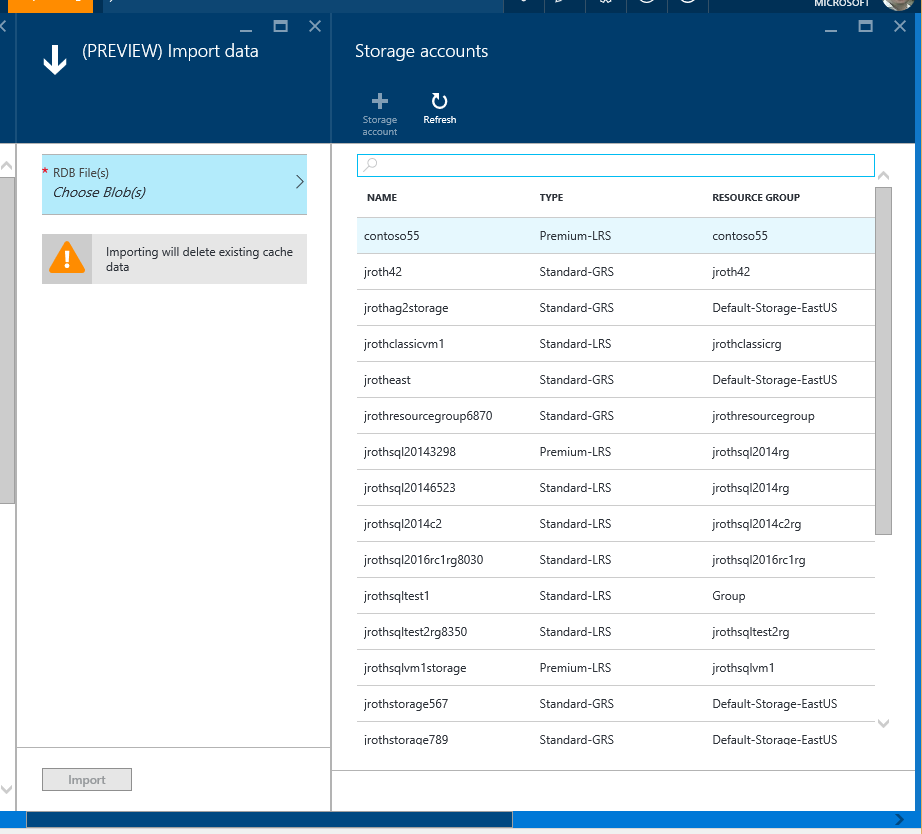 MICROSOFT
(PREVIEW) Import data
* RDB File(s)
Choose Blob(s)
Importing will delete existing cache
data
Import
Storage accounts
Storage
account
Refresh
NAME TYPE RESOURCE GROUP
contoso55 Premium-LRS contoso55
jroth42 Standard-GRS jroth42
jrothag2storage Standard-GRS Default-Storage-EastUS
jrothclassicvm1 Standard-LRS jrothclassicrg
jrotheast Standard-GRS Default-Storage-EastUS
jrothresourcegroup6870 Standard-GRS jrothresourcegroup
jrothsql20143298 Premium-LRS jrothsql2014rg
jrothsql20146523 Standard-LRS jrothsql2014rg
jrothsql2014c2 Standard-LRS jrothsql2014c2rg
jrothsql2016rc1rg8030 Standard-LRS jrothsql2016rc1rg
jrothsqltest1 Standard-LRS Group
jrothsqltest2rg8350 Standard-LRS jrothsqltest2rg
jrothsqlvm1storage Premium-LRS jrothsqlvm1
jrothstorage567 Standard-GRS Default-Storage-EastUS
jrothstorage789 Standard-GRS Default-Storage-EastUS